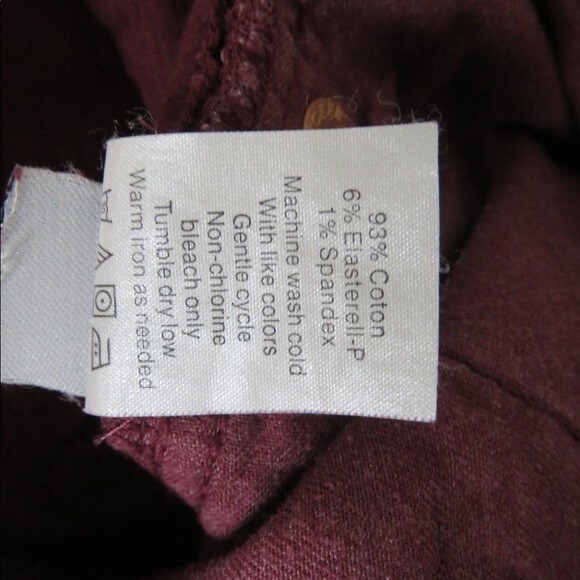 93% Coton
6% Elasterell-P
1% Spandex
Machine wash cold
With like colors
Gentle cycle
Non-chlorine
bleach only
Tumble dry low
Warm iron as needed